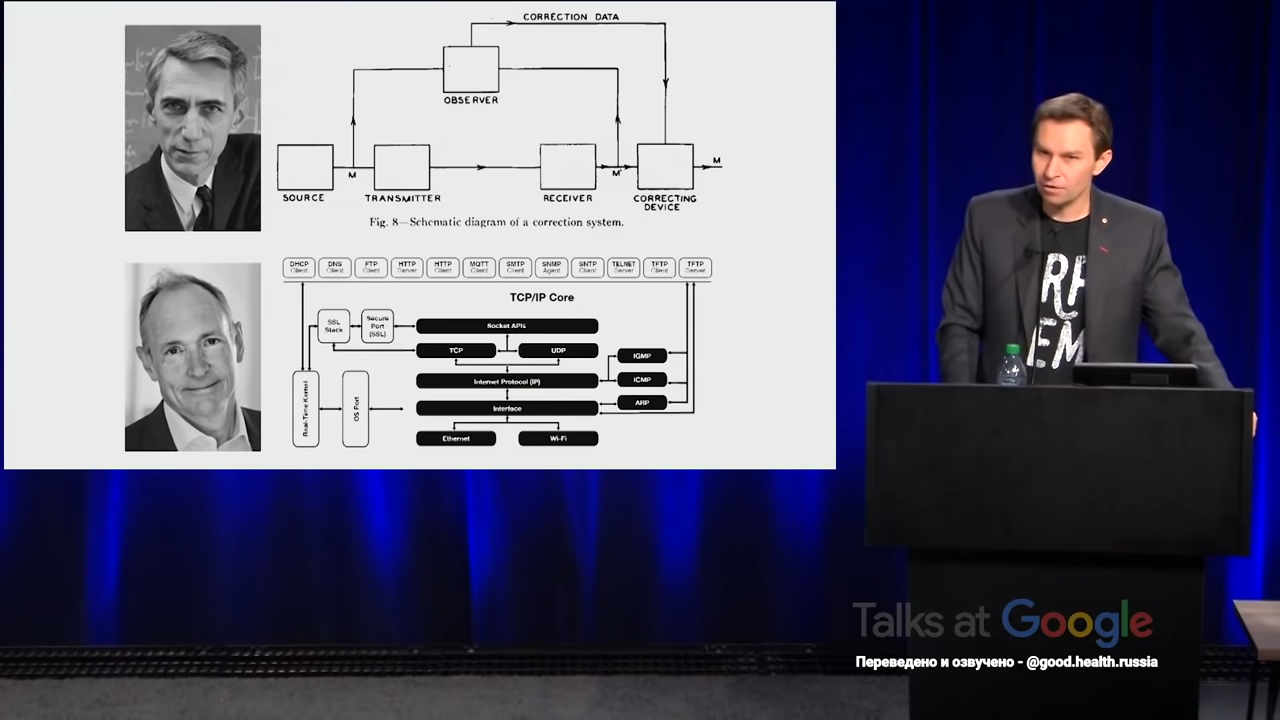 CORRECTION DATA
OBSERVER
M
M'
M
SOURCE
TRANSMITTER
RECEIVER
CORRECTING
DEVICE
Fig. 8—Schematic diagram of a correction system.
DHCP
Client
DNS
Client
FTP
Client
HTTP
Server
HTTP
Client
MQTT
Client
SMTP
Client
SNMP
Agent
SNTP
Client
TELNET
Server
TFTP
Client
TFTP
Server
TCP/IP Core
SSL
Stack
Secure
Port
(SSL)
Socket APIs
TCP
UDP
IGMP
Internet Protocol (IP)
ICMP
Real-Time Kernel
OS Port
Interface
ARP
Ethernet
Wi-Fi
Talks at Google
Переведено и озвучено - @good.health.russia